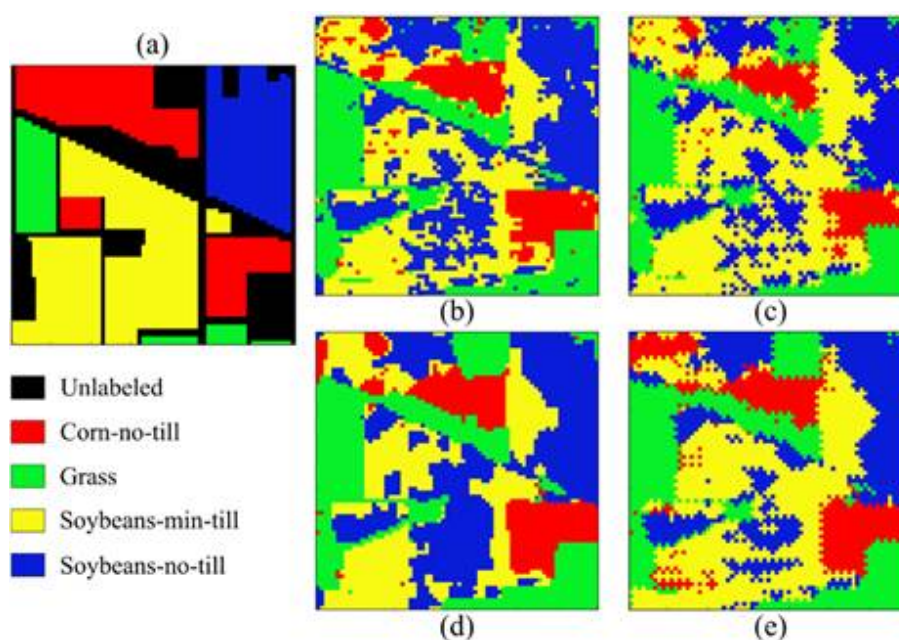 (a)
(b)
(c)
Unlabeled
Corn-no-till
Grass
Soybeans-min-till
Soybeans-no-till
(d)
(e)